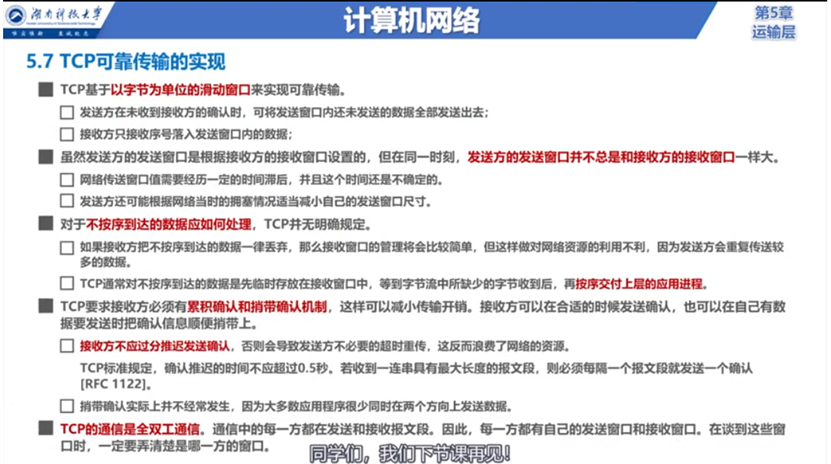 湖南科技大学
计算机网络
第5章
运输层
5.7 TCP可靠传输的实现
TCP基于以字节为单位的滑动窗口来实现可靠传输。
发送方在未收到接收方的确认时，可将发送窗口内还未发送的数据全部发送出去；
接收方只接收序号落入发送窗口内的数据；
虽然发送方的发送窗口是根据接收方的接收窗口设置的，但在同一时刻，发送方的发送窗口并不总是和接收方的接收窗口一样大。
网络传送窗口值需要经历一定的时间滞后，并且这个时间还是不确定的。
发送方还可能根据网络当时的拥塞情况适当减小自己的发送窗口尺寸。
对于不按序到达的数据应如何处理，TCP并无明确规定。
如果接收方把不按序到达的数据一律丢弃，那么接收窗口的管理将会比较简单，但这样做对网络资源的利用不利，因为发送方会重复传送较
多的数据。
TCP通常对不按序到达的数据是先临时存放在接收窗口中，等到字节流中所缺少的字节收到后，再按序交付上层的应用进程。
TCP要求接收方必须有累积确认和捎带确认机制，这样可以减小传输开销。接收方可以在合适的时候发送确认，也可以在自己有数
据要发送时把确认信息顺便捎带上。
接收方不应过分推迟发送确认，否则会导致发送方不必要的超时重传，这反而浪费了网络的资源。
TCP标准规定，确认推迟的时间不应超过0.5秒。若收到一连串具有最大长度的报文段，则必须每隔一个报文段就发送一个确认
[RFC 1122]。
捎带确认实际上并不经常发生，因为大多数应用程序很少同时在两个方向上发送数据。
TCP的通信是全双工通信。通信中的每一方都在发送和接收报文段。因此，每一方都有自己的发送窗口和接收窗口。在谈到这些窗
口时，一定要弄清楚是哪一方的窗口。
同学们，我们下节课再见！